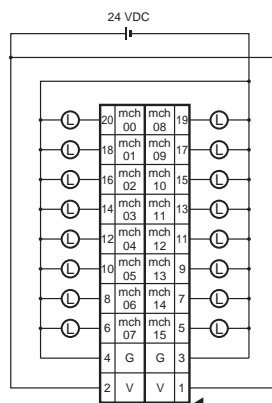 24 VDC
L 20 mch 00 mch 08 19 L
L 18 mch 01 mch 09 17 L
L 16 mch 02 mch 10 15 L
L 14 mch 03 mch 11 13 L
L 12 mch 04 mch 12 11 L
L 10 mch 05 mch 13 9 L
L 8 mch 06 mch 14 7 L
L 6 mch 07 mch 15 5 L
4 G G 3
2 V V 1